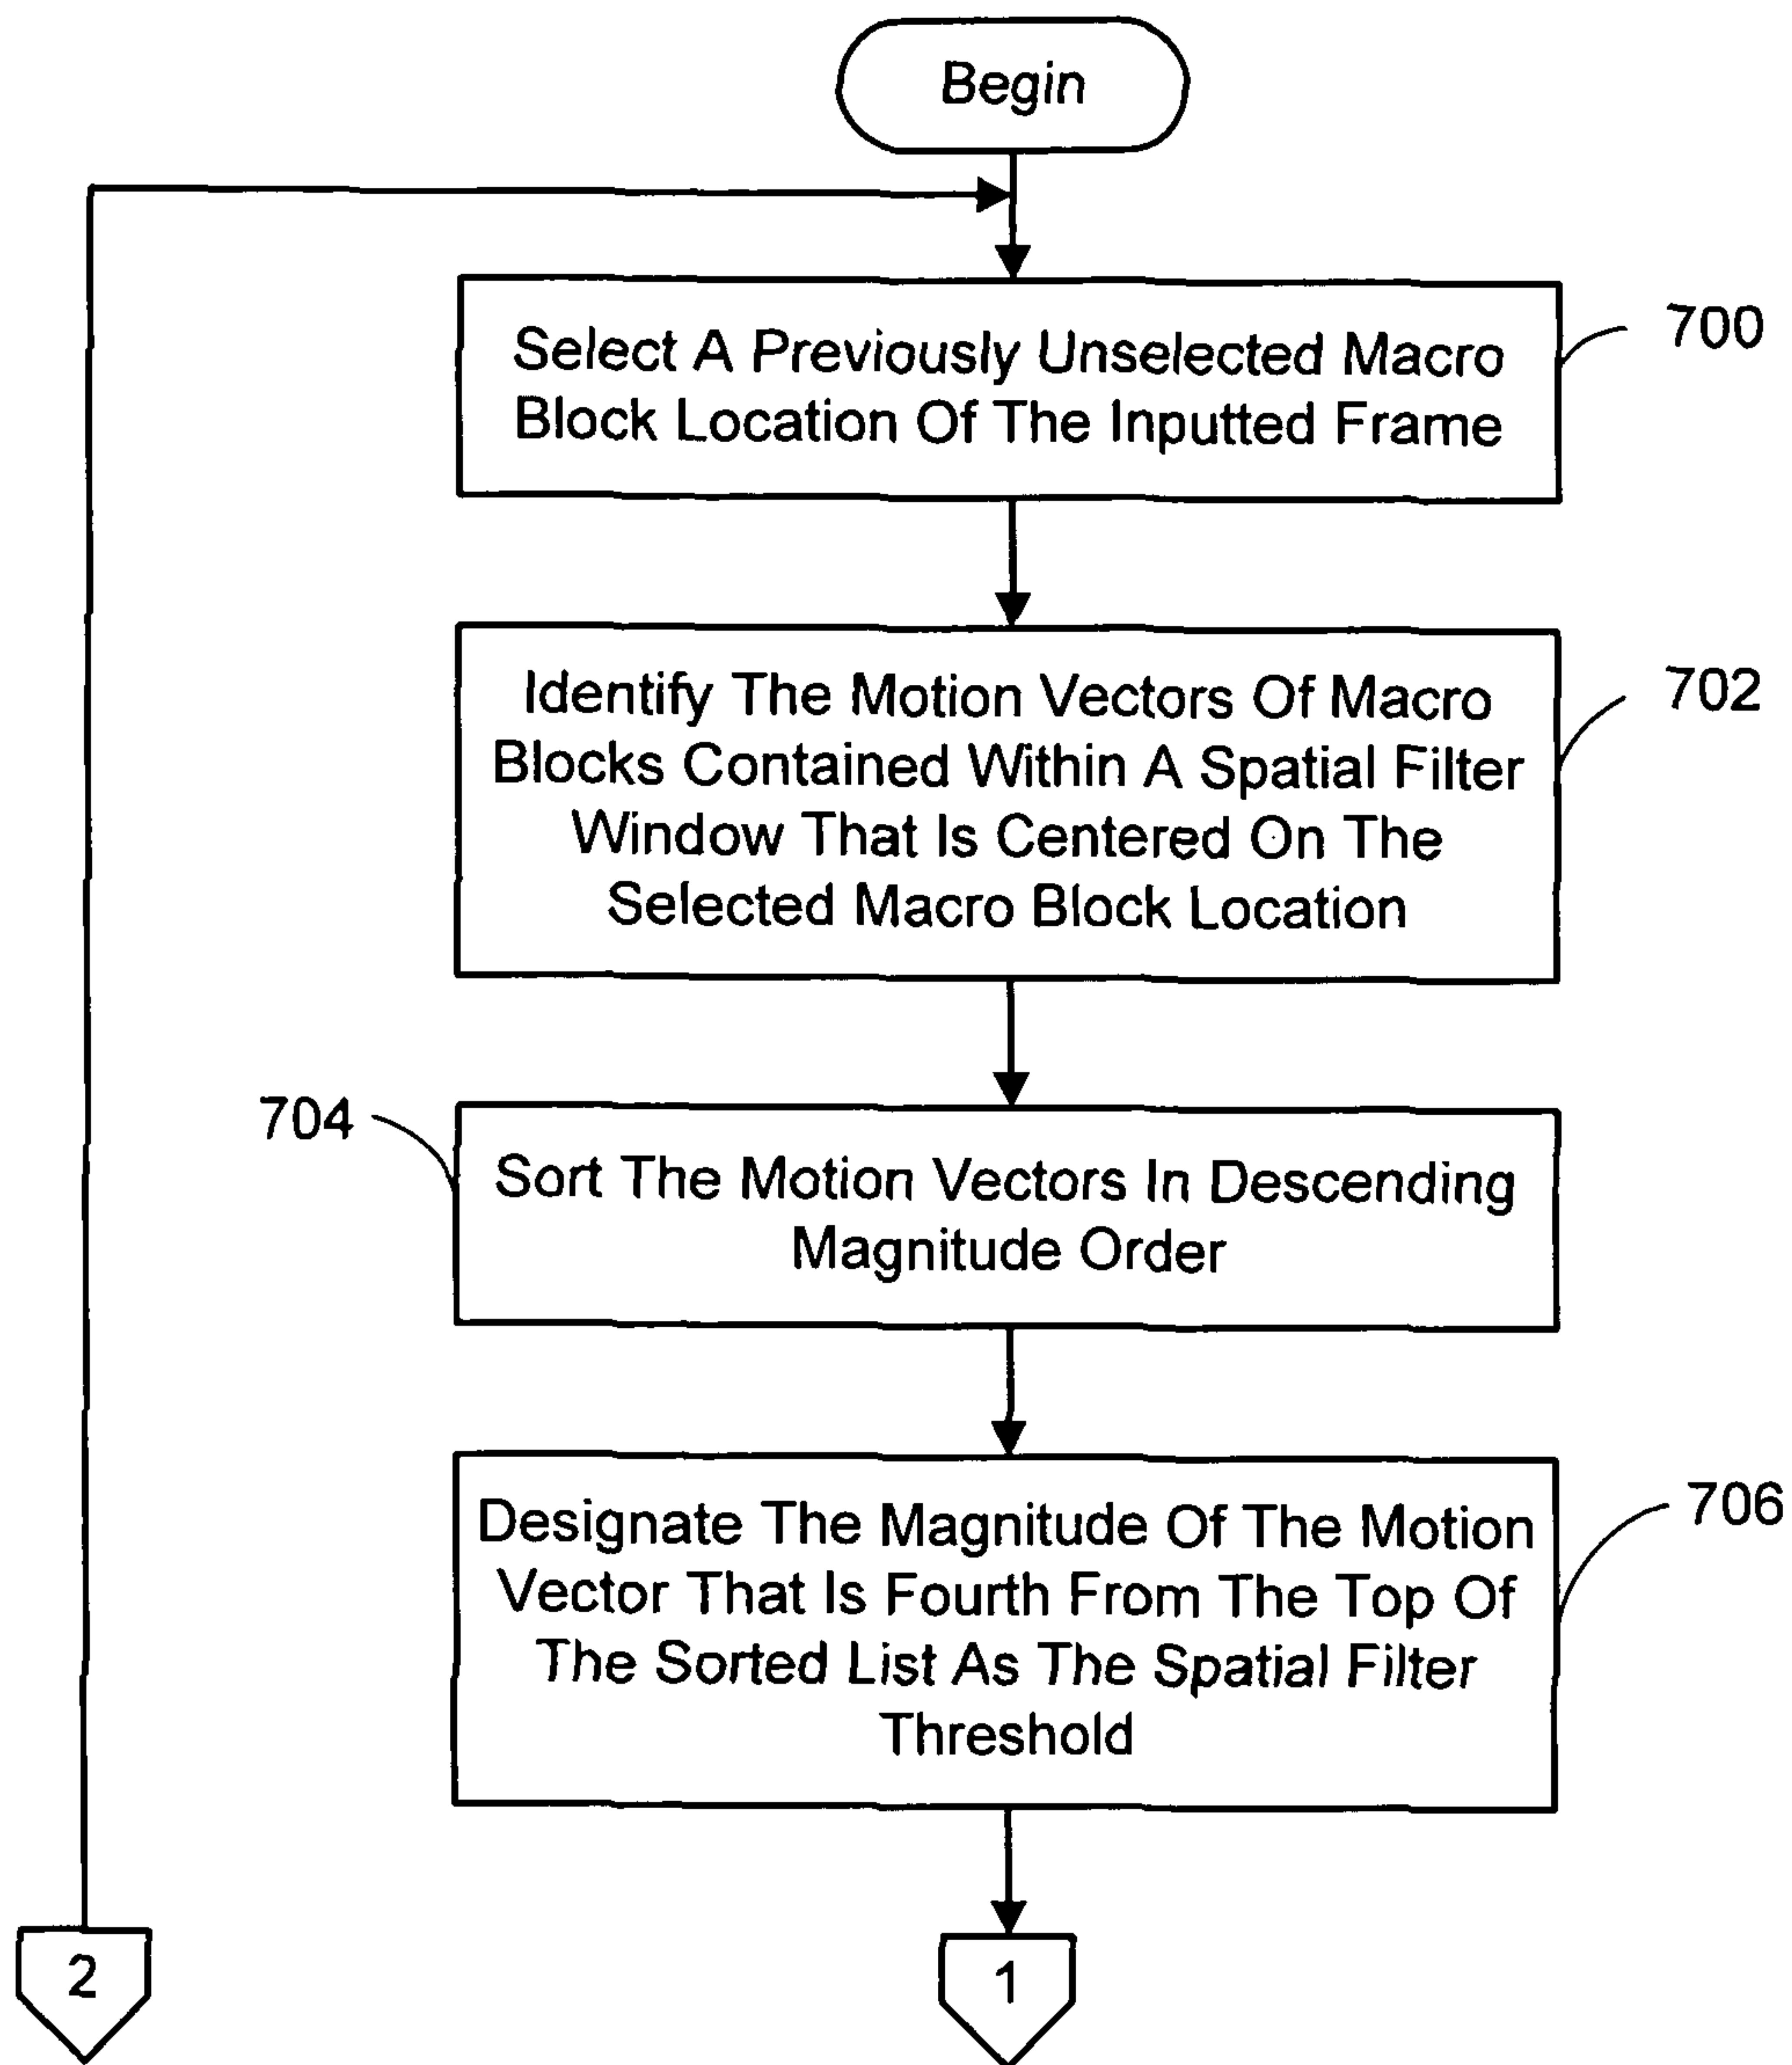 Begin
Select A Previously Unselected Macro
Block Location Of The Inputted Frame
700
Identify The Motion Vectors Of Macro
Blocks Contained Within A Spatial Filter
Window That Is Centered On The
Selected Macro Block Location
702
704
Sort The Motion Vectors In Descending
Magnitude Order
Designate The Magnitude Of The Motion
Vector That Is Fourth From The Top Of
The Sorted List As The Spatial Filter
Threshold
706
2
1